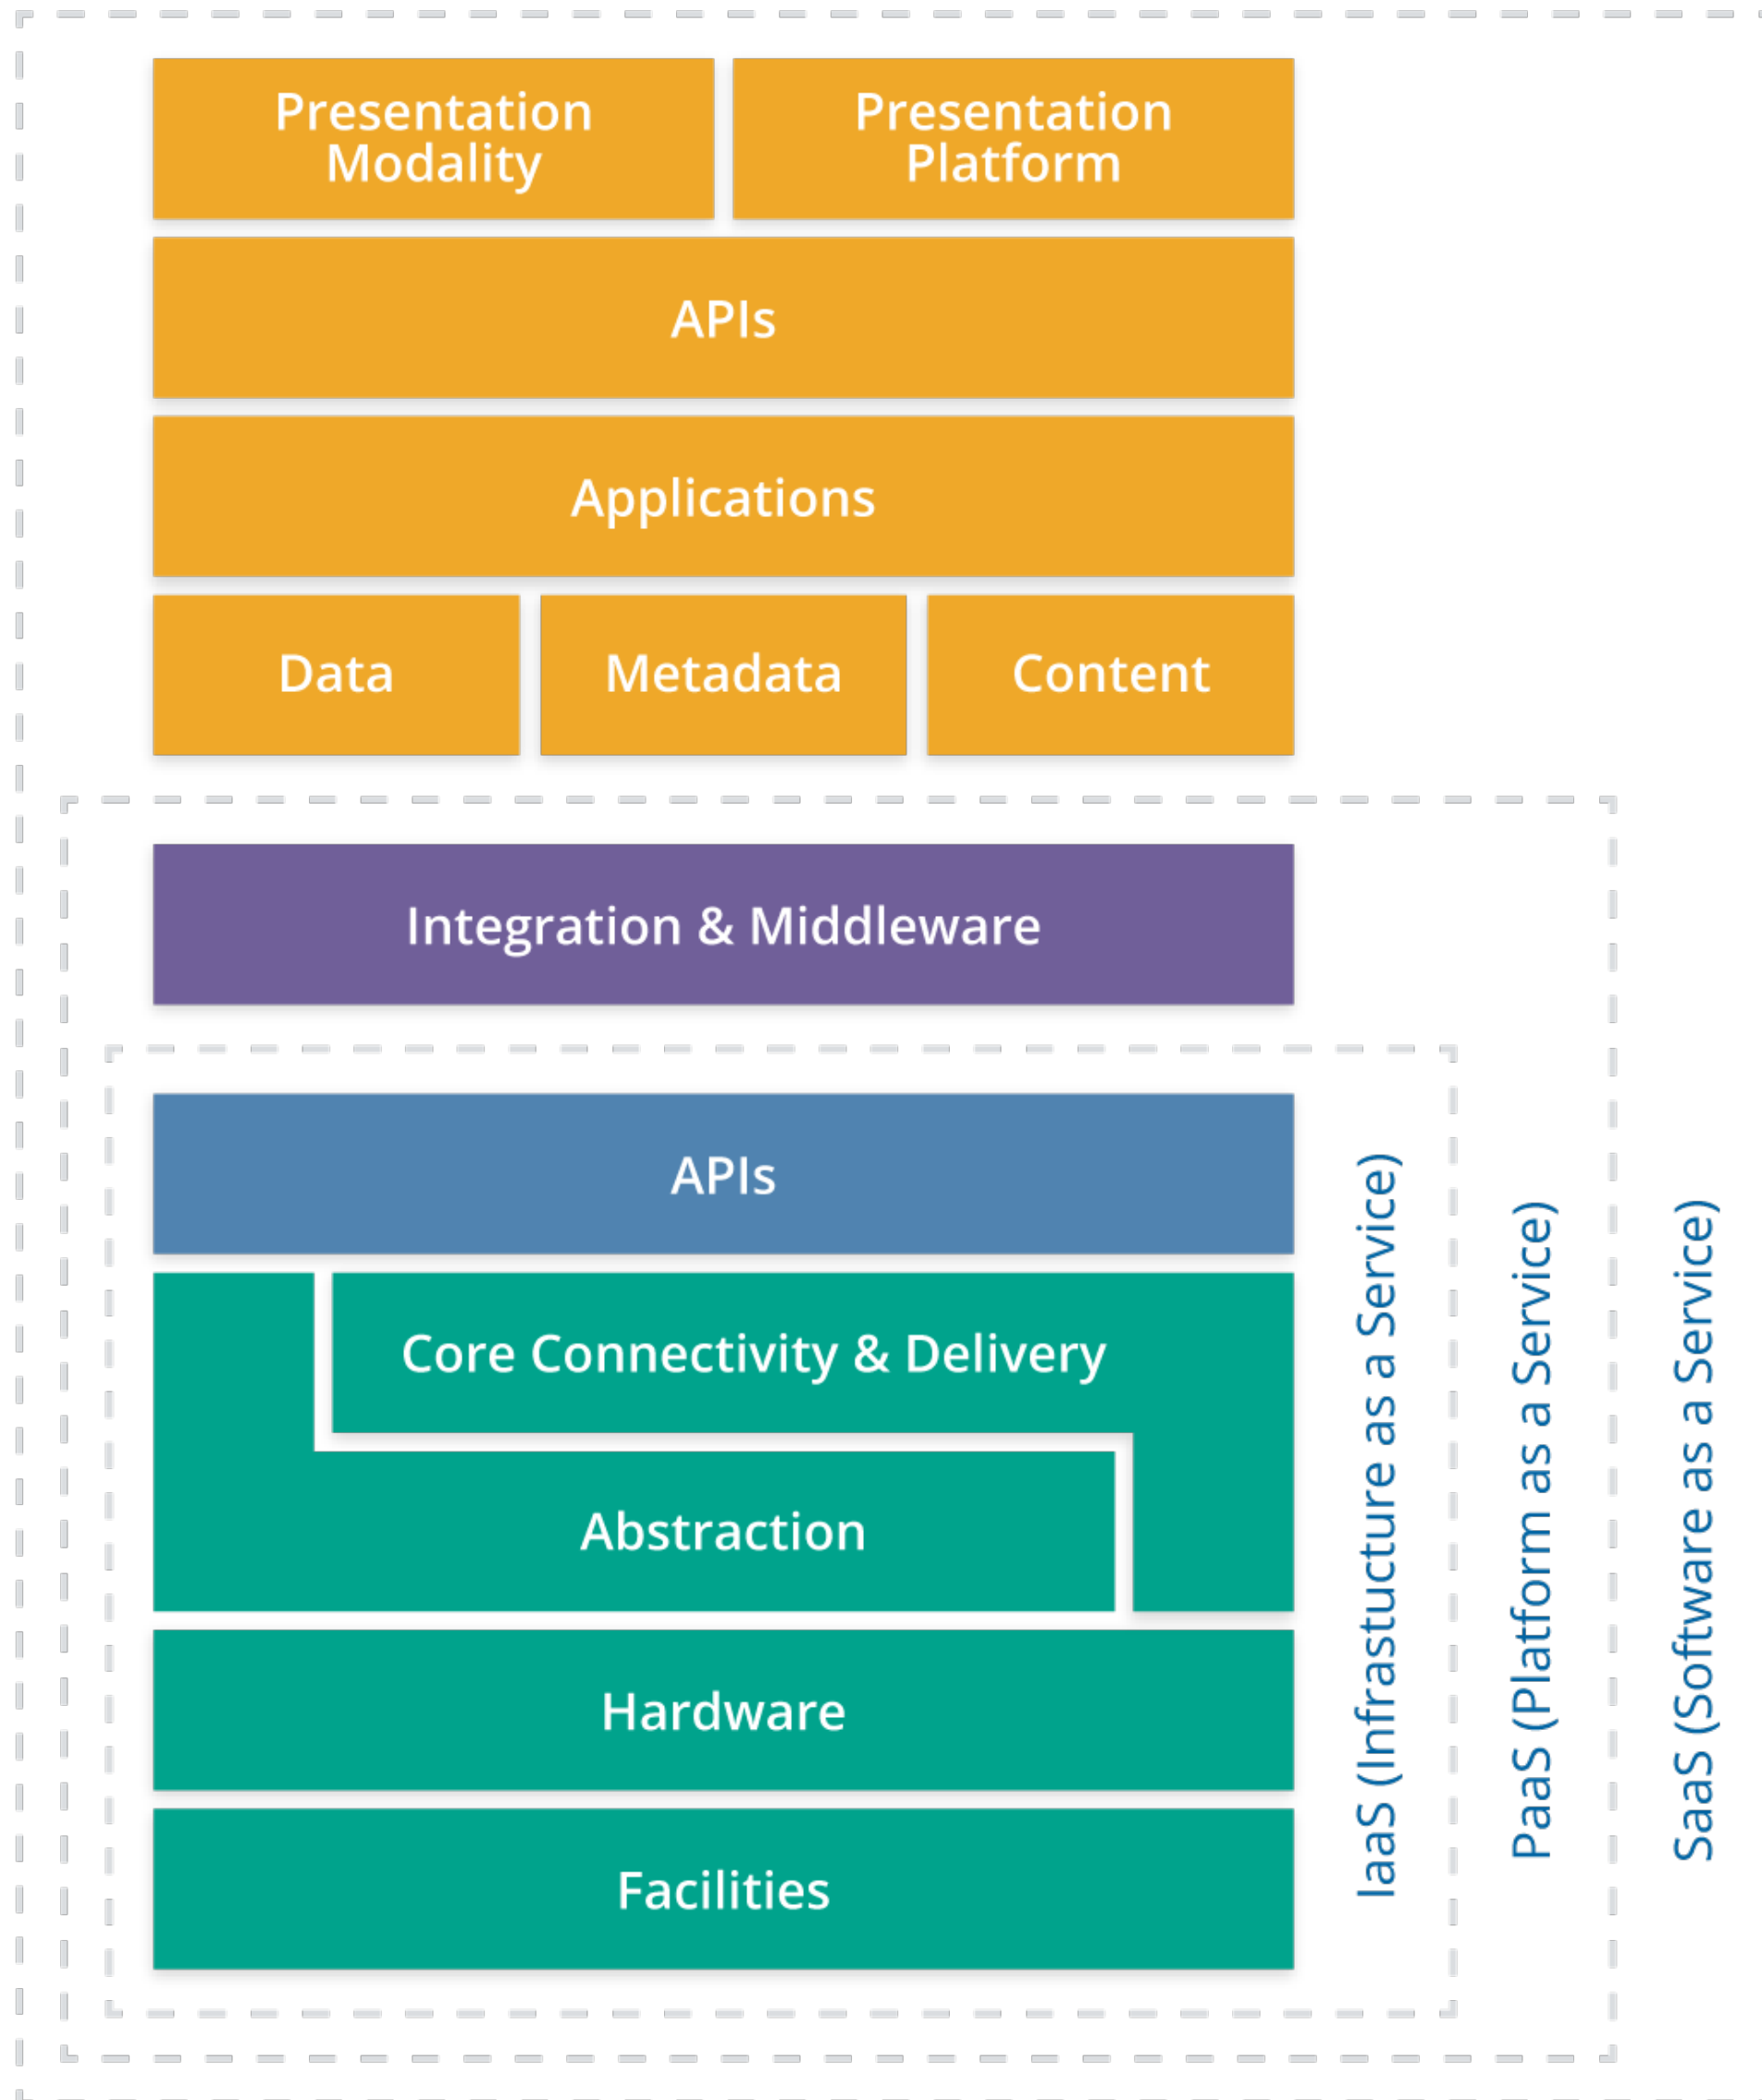 Presentation
Modality
Presentation
Platform
APIs
Applications
Data
Metadata
Content
Integration & Middleware
APIs
Core Connectivity & Delivery
Abstraction
Hardware
Facilities
IaaS (Infrastucture as a Service)
PaaS (Platform as a Service)
SaaS (Software as a Service)